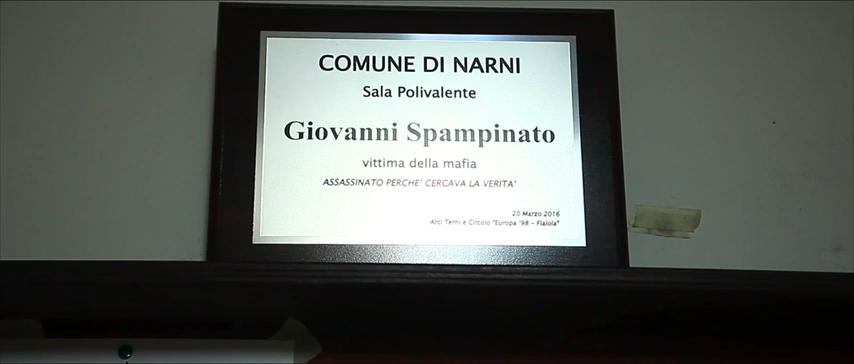 COMUNE DI NARNI
Sala Polivalente
Giovanni Spampinato
vittima della mafia
ASSASSINATO PERCHE' CERCAVA LA VERITA'
20 Marzo 2016
Arci Terni e Circolo "Europa '98 - Fiaiola"